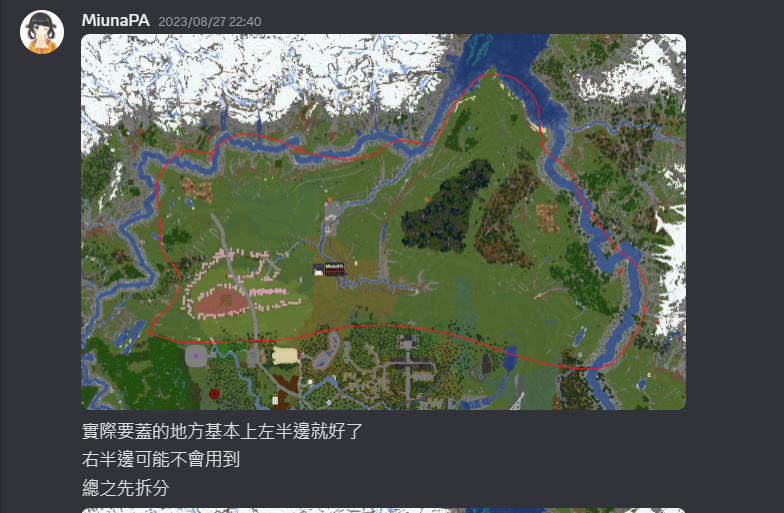 MiunaPA 2023/08/27 22:40
MiunaPA
實際要蓋的地方基本上左半邊就好了
右半邊可能不會用到
總之先拆分